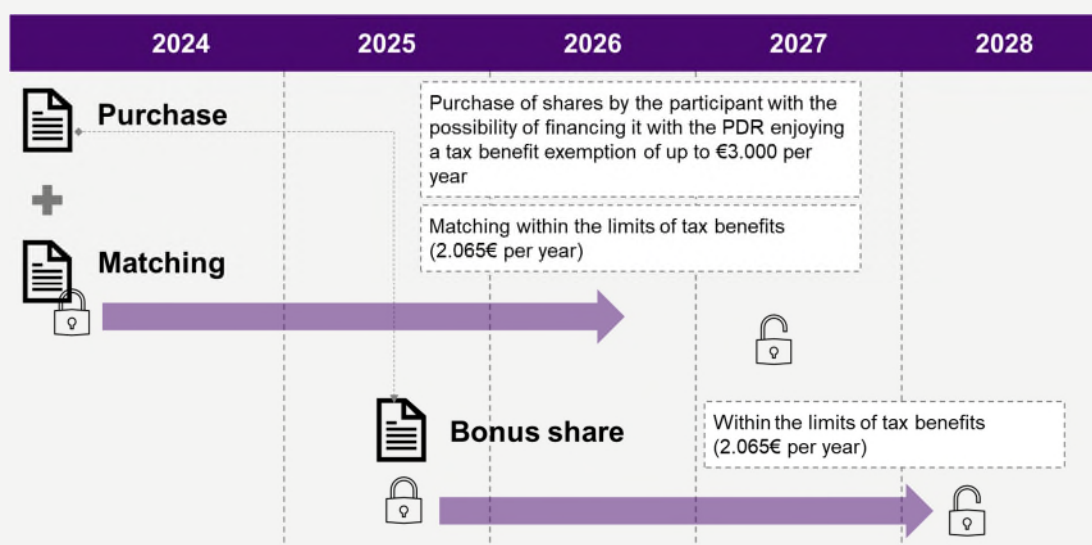 2024 2025 2026 2027 2028
Purchase
Purchase of shares by the participant with the
possibility of financing it with the PDR enjoying
a tax benefit exemption of up to €3.000 per
year
Matching within the limits of tax benefits
(2.065€ per year)
Matching
Bonus share
Within the limits of tax benefits
(2.065€ per year)